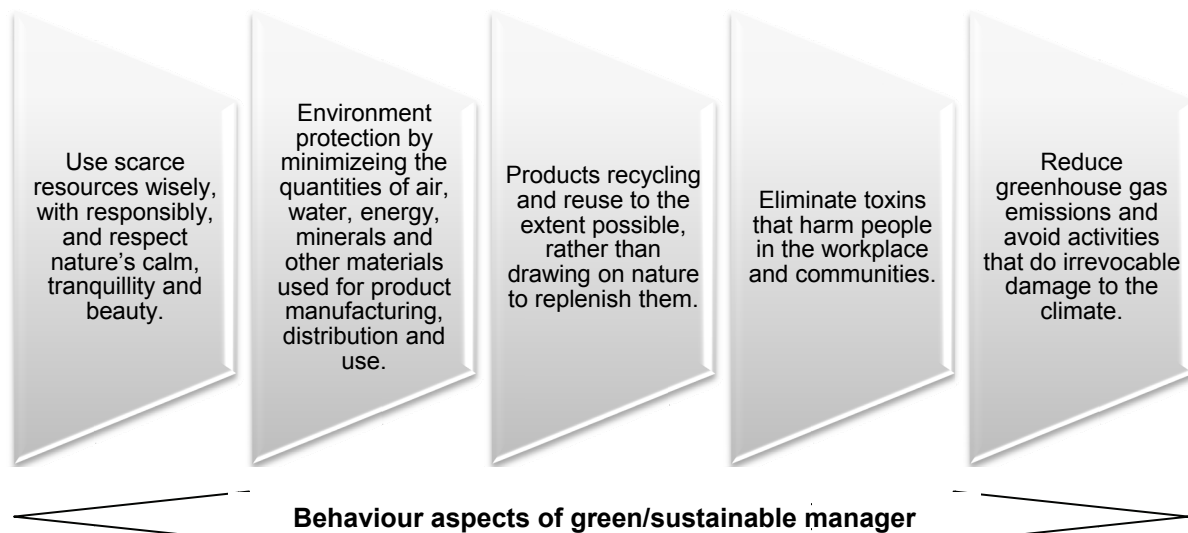 Use scarce
resources wisely,
with responsibly,
and respect
nature's calm,
tranquillity and
beauty.
Environment
protection by
minimizeing the
quantities of air,
water, energy,
minerals and
other materials
used for product
manufacturing,
distribution and
use.
Products recycling
and reuse to the
extent possible,
rather than
drawing on nature
to replenish them.
Eliminate toxins
that harm people
in the workplace
and communities.
Reduce
greenhouse gas
emissions and
avoid activities
that do irrevocable
damage to the
climate.
Behaviour aspects of green/sustainable manager